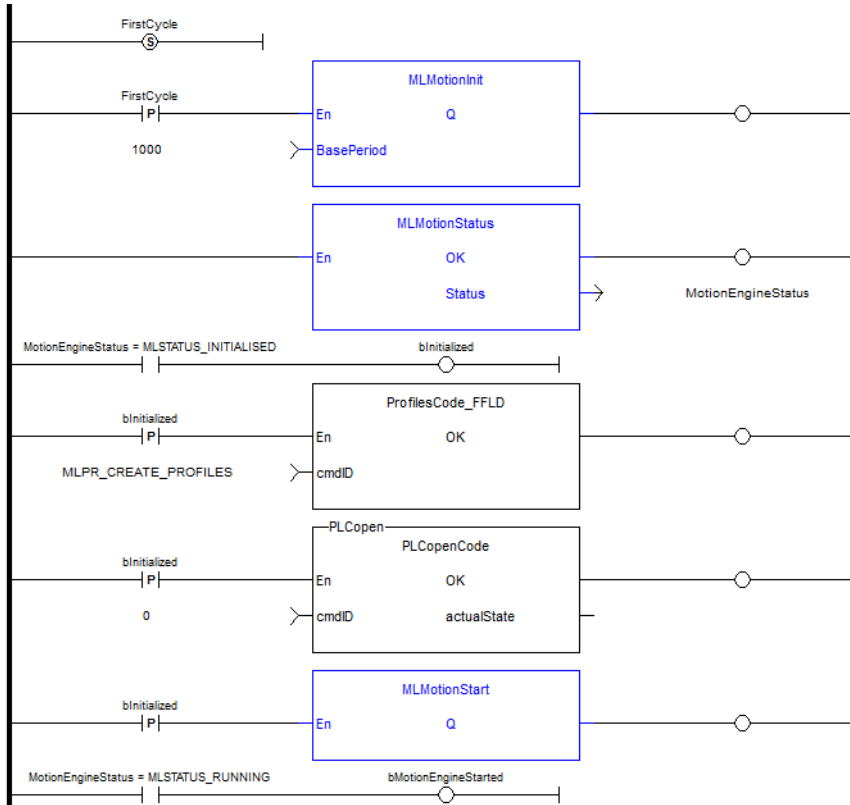 FirstCycle
S
MLMotionInit
FirstCycle
P
En
Q
1000
BasePeriod
MLMotionStatus
En
OK
Status
MotionEngineStatus
MotionEngineStatus = MLSTATUS_INITIALISED
bInitialized
ProfilesCode_FFLD
bInitialized
P
En
OK
MLPR_CREATE_PROFILES
cmdID
PLCopen
PLCopenCode
bInitialized
P
En
OK
0
cmdID
actualState
MLMotionStart
bInitialized
P
En
Q
MotionEngineStatus = MLSTATUS_RUNNING
bMotionEngineStarted